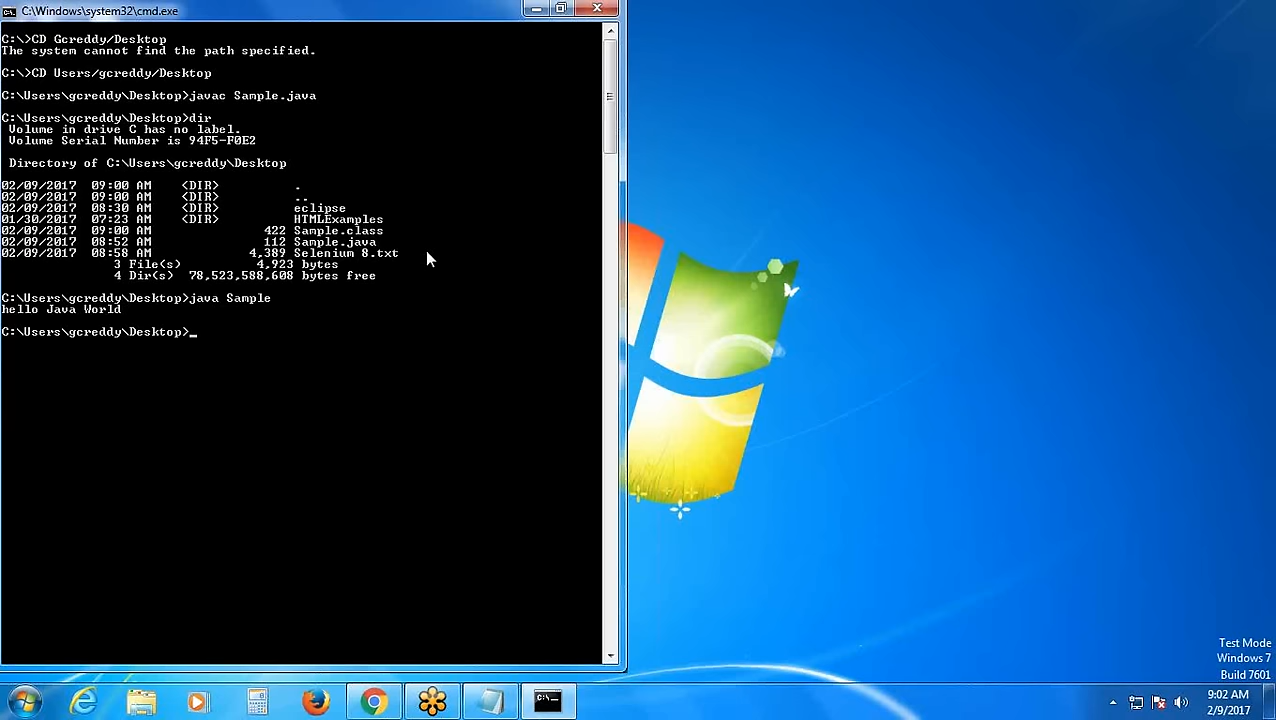 C:\Windows\system32\cmd.exe
C:\>CD Gcreddy/Desktop
The system cannot find the path specified.
C:\>CD Users/gcreddy/Desktop
C:\Users\gcreddy\Desktop>javac Sample.java
C:\Users\gcreddy\Desktop>dir
Volume in drive C has no label.
Volume Serial Number is 94F5-F0E2
Directory of C:\Users\gcreddy\Desktop
02/09/2017 09:00 AM <DIR> .
02/09/2017 09:00 AM <DIR> ..
02/09/2017 08:30 AM <DIR> eclipse
01/30/2017 07:23 AM <DIR> HTMLExamples
02/09/2017 09:00 AM 422 Sample.class
02/09/2017 08:52 AM 112 Sample.java
02/09/2017 08:58 AM 4,389 Selenium 8.txt
3 File(s) 4,923 bytes
4 Dir(s) 78,523,588,608 bytes free
C:\Users\gcreddy\Desktop>java Sample
hello Java World
C:\Users\gcreddy\Desktop>_
Test Mode
Windows 7
Build 7601
9:02 AM
2/9/2017